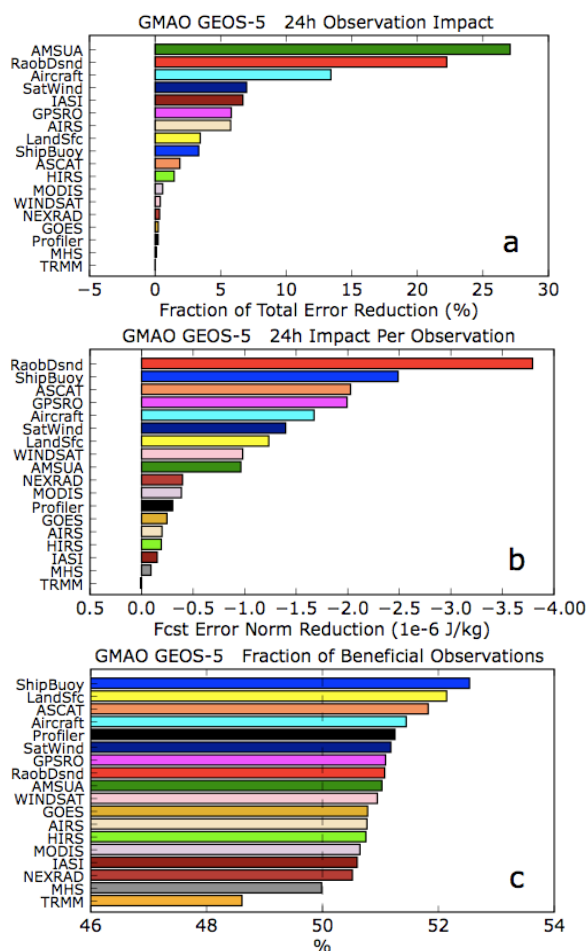 GMAO GEOS-5 24h Observation Impact
AMSUA
RaobDsnd
Aircraft
SatWind
IASI
GPSRO
AIRS
LandSfc
ShipBuoy
ASCAT
HIRS
MODIS
WINDSAT
NEXRAD
GOES
Profiler
MHS
TRMM
a
−5 0 5 10 15 20 25 30
Fraction of Total Error Reduction (%)
GMAO GEOS-5 24h Impact Per Observation
RaobDsnd
ShipBuoy
ASCAT
GPSRO
Aircraft
SatWind
LandSfc
WINDSAT
AMSUA
NEXRAD
MODIS
Profiler
GOES
AIRS
HIRS
IASI
MHS
TRMM
b
0.5 0.0 −0.5 −1.0 −1.5 −2.0 −2.5 −3.0 −3.5 −4.00
Fcst Error Norm Reduction (1e-6 J/kg)
GMAO GEOS-5 Fraction of Beneficial Observations
ShipBuoy
LandSfc
ASCAT
Aircraft
Profiler
SatWind
GPSRO
RaobDsnd
AMSUA
WINDSAT
GOES
AIRS
HIRS
MODIS
IASI
NEXRAD
MHS
TRMM
c
46 48 50 52 54
%